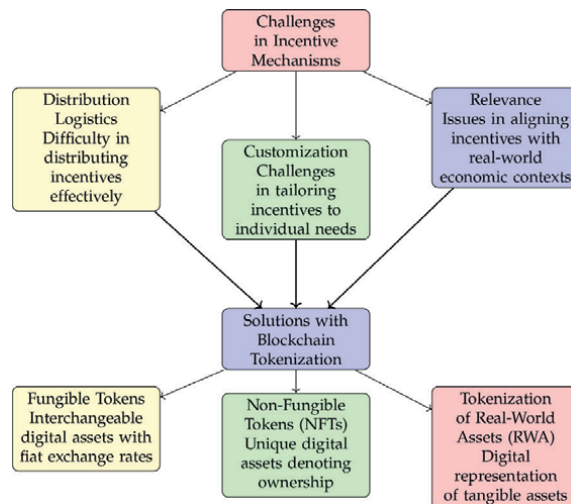 Challenges
in Incentive
Mechanisms
Distribution
Logistics
Difficulty in
distributing
incentives
effectively
Customization
Challenges
in tailoring
incentives to
individual needs
Relevance
Issues in aligning
incentives with
real-world
economic contexts
Solutions with
Blockchain
Tokenization
Fungible Tokens
Interchangeable
digital assets with
fiat exchange rates
Non-Fungible
Tokens (NFTs)
Unique digital
assets denoting
ownership
Tokenization
of Real-World
Assets (RWA)
Digital
representation
of tangible assets